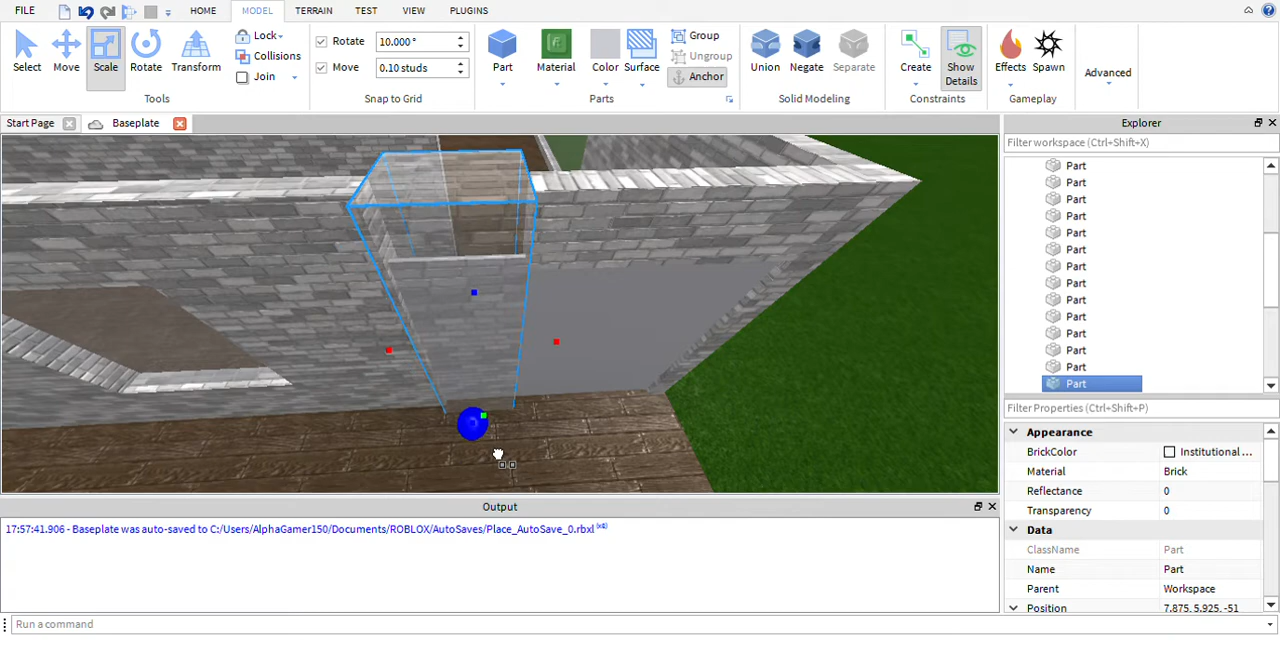 FILE HOME MODEL TERRAIN TEST VIEW PLUGINS
Select Move Scale Rotate Transform
Lock
Collisions
Join
Tools
Rotate 10.000 °
Move 0.10 studs
Snap to Grid
Part Material Color Surface
Group
Ungroup
Anchor
Parts
Union Negate Separate
Solid Modeling
Create Show Details
Constraints
Effects Spawn
Gameplay
Advanced
Start Page Baseplate
Explorer
Filter workspace (Ctrl+Shift+X)
Part
Part
Part
Part
Part
Part
Part
Part
Part
Part
Part
Part
Part
Part
Filter Properties (Ctrl+Shift+P)
Appearance
BrickColor Institutional ...
Material Brick
Reflectance 0
Transparency 0
Data
ClassName Part
Name Part
Parent Workspace
Position 7.875, 5.925, -51
Output
17:57:41.906 - Baseplate was auto-saved to C:/Users/AlphaGamer150/Documents/ROBLOX/AutoSaves/Place_AutoSave_0.rbxl (x4)
Run a command